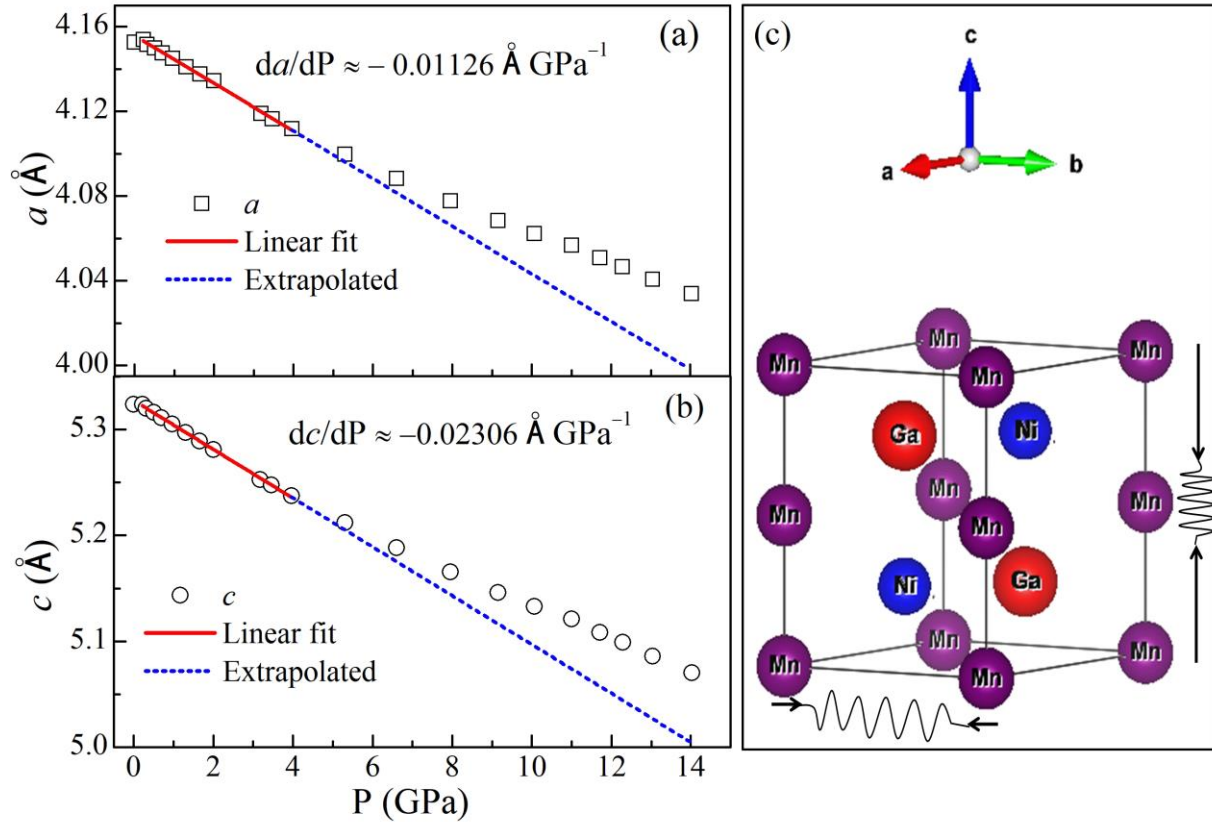 4.16
4.12
4.08
4.04
4.00
a (Å)
(a)
da/dP ≈ – 0.01126 Å GPa⁻¹
a
Linear fit
Extrapolated
5.3
5.2
5.1
5.0
c (Å)
(b)
dc/dP ≈ –0.02306 Å GPa⁻¹
c
Linear fit
Extrapolated
0 2 4 6 8 10 12 14
P (GPa)
(c)
c
a b
Mn
Mn Mn
Mn
Ga Ni
Mn
Mn Mn
Mn
Ni Ga
Mn
Mn Mn
Mn